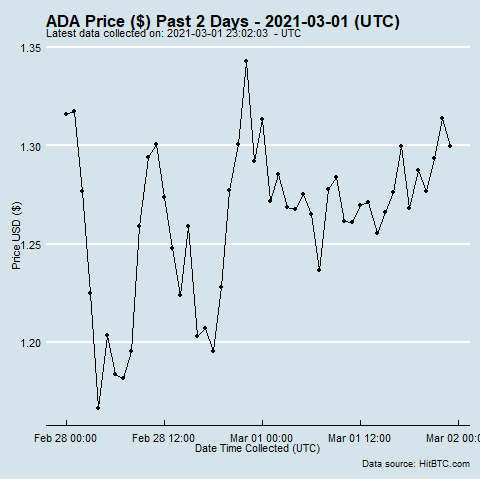 ADA Price ($) Past 2 Days - 2021-03-01 (UTC)
Latest data collected on: 2021-03-01 23:02:03 - UTC
1.35
1.30
1.25
1.20
Price USD ($)
Feb 28 00:00 Feb 28 12:00 Mar 01 00:00 Mar 01 12:00 Mar 02 00:
Date Time Collected (UTC)
Data source: HitBTC.com